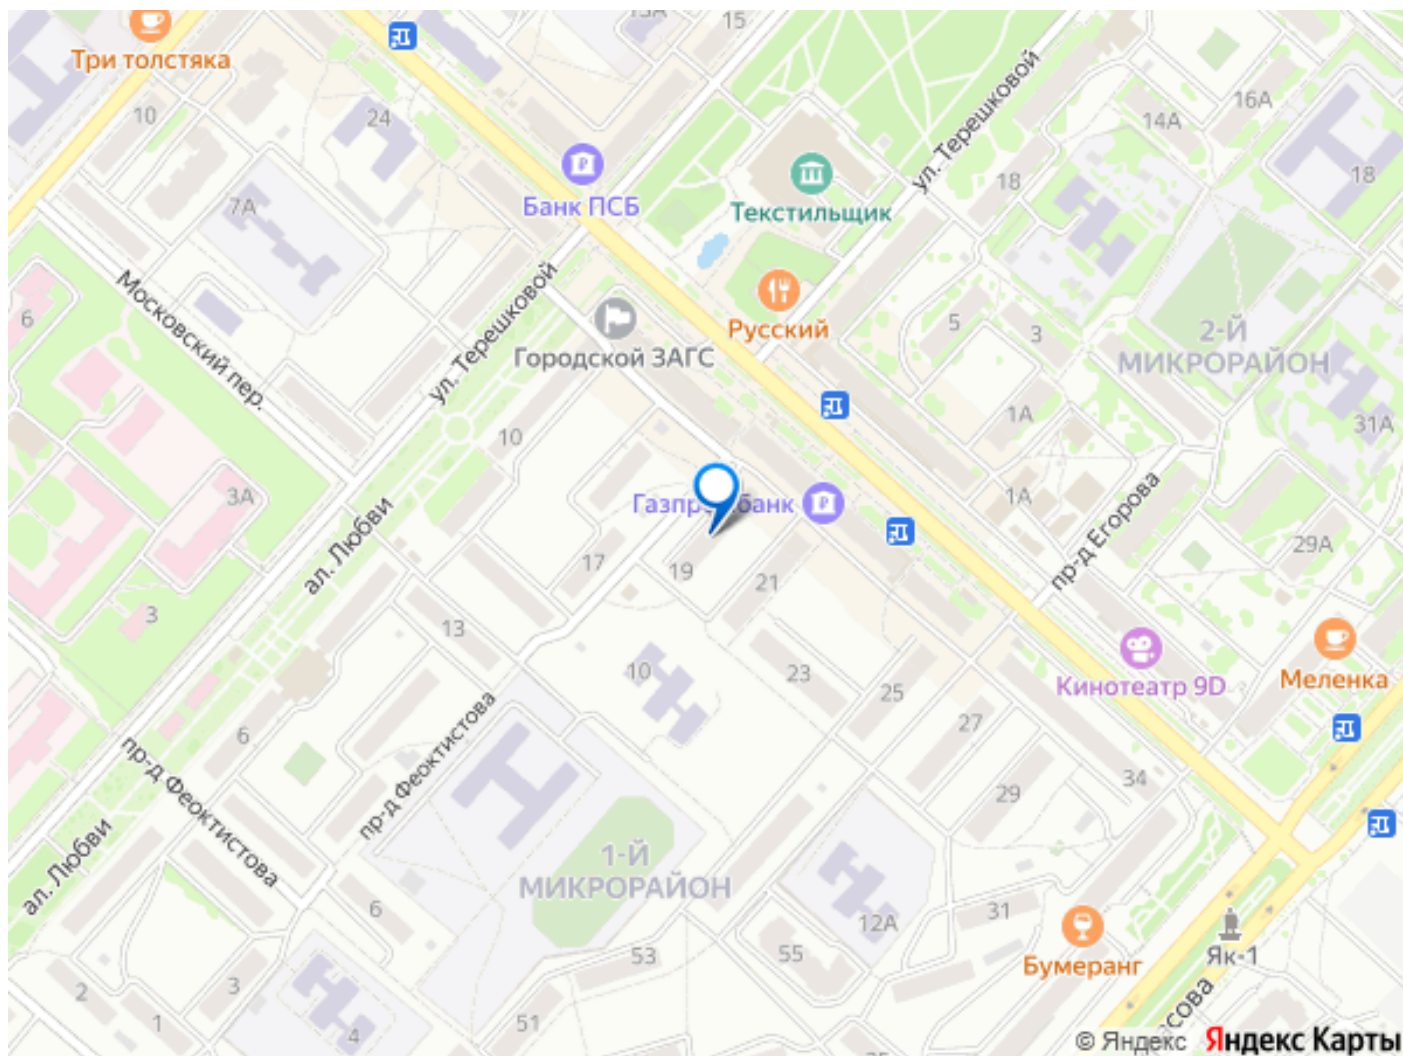 15А
15
Три толстяка
10
24
16А
14А
ул. Терешковой
18
18
Банк ПСБ
7А
Текстильщик
ул. Терешковой
Московский пер.
6
Русский
5
3
2-Й
МИКРОРАЙОН
Городской ЗАГС
1А
31А
10
3А
Газпромбанк
1А
пр-д Егорова
29А
ал. Любви
17
19
21
3
13
10
23
25
Кинотеатр 9D
Меленка
6
27
пр-д Феоктистова
пр-д Феоктистова
34
29
ал. Любви
1-Й
МИКРОРАЙОН
6
12А
31
Як-1
53
55
Бумеранг
2
3
1
4
51
© Яндекс Яндекс Карты